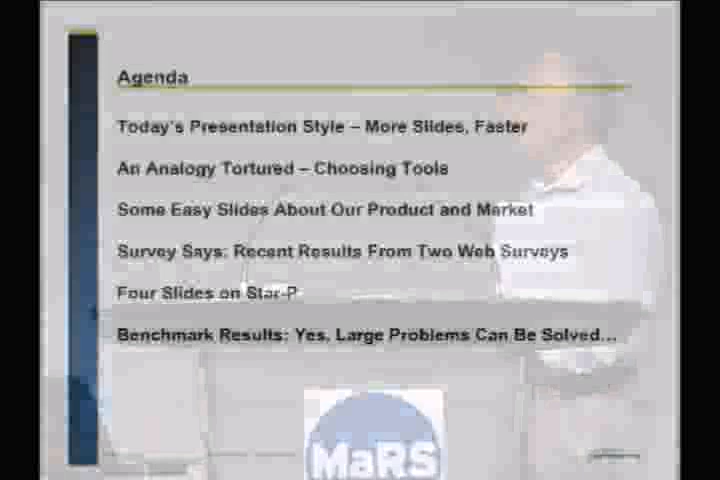 Agenda
Today's Presentation Style – More Slides, Faster
An Analogy Tortured – Choosing Tools
Some Easy Slides About Our Product and Market
Survey Says: Recent Results From Two Web Surveys
Four Slides on Star-P
Benchmark Results: Yes, Large Problems Can Be Solved...
MaRS